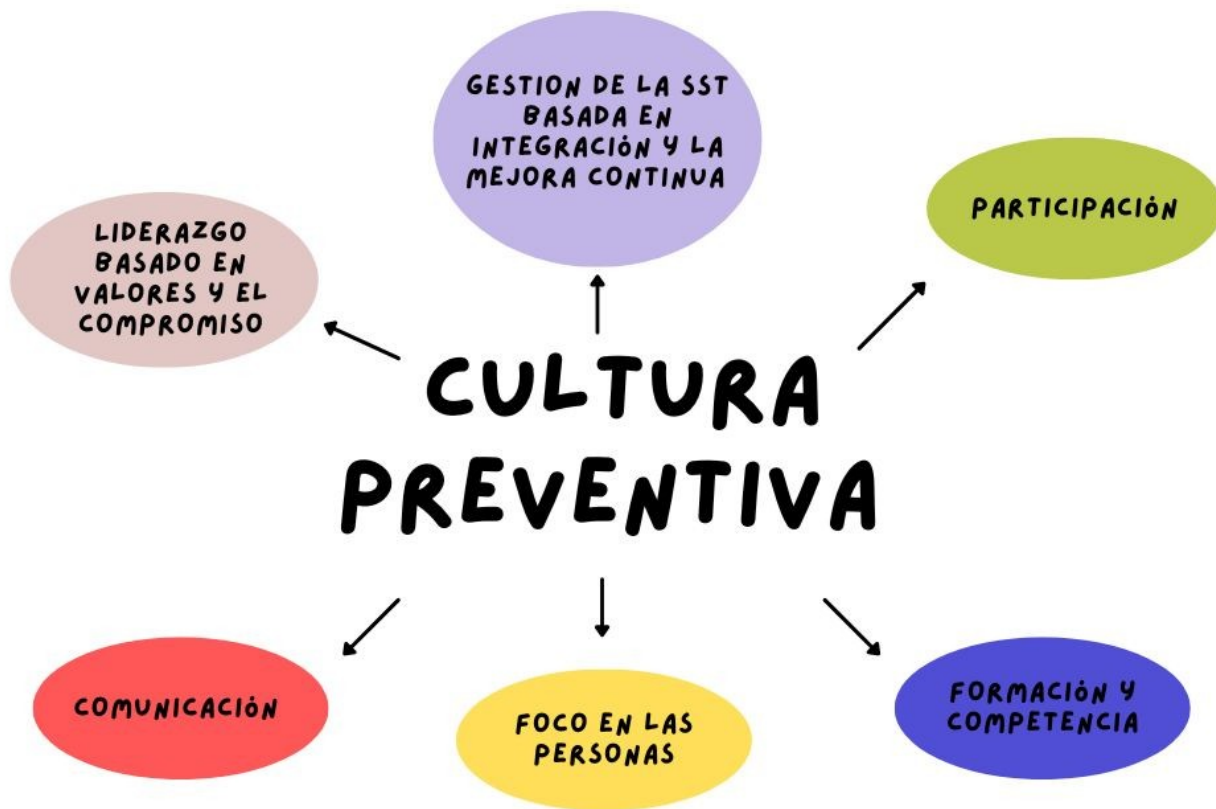 GESTION DE LA SST
BASADA EN
INTEGRACIÓN Y LA
MEJORA CONTINUA
PARTICIPACIÓN
LIDERAZGO
BASADO EN
VALORES Y EL
COMPROMISO
CULTURA
PREVENTIVA
COMUNICACIÓN
FOCO EN LAS
PERSONAS
FORMACIÓN Y
COMPETENCIA